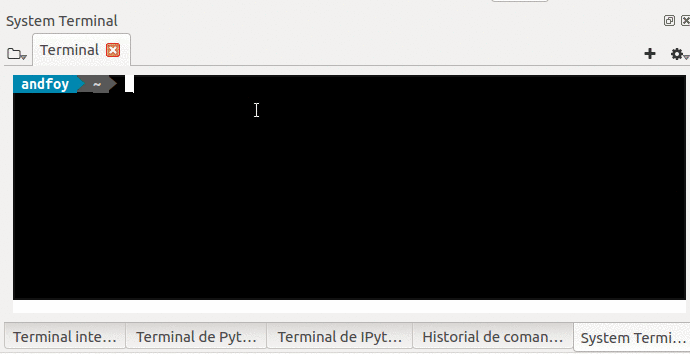 System Terminal
Terminal
andfoy ~
Terminal inte... Terminal de Pyt... Terminal de IPyt... Historial de coman... System Termi...